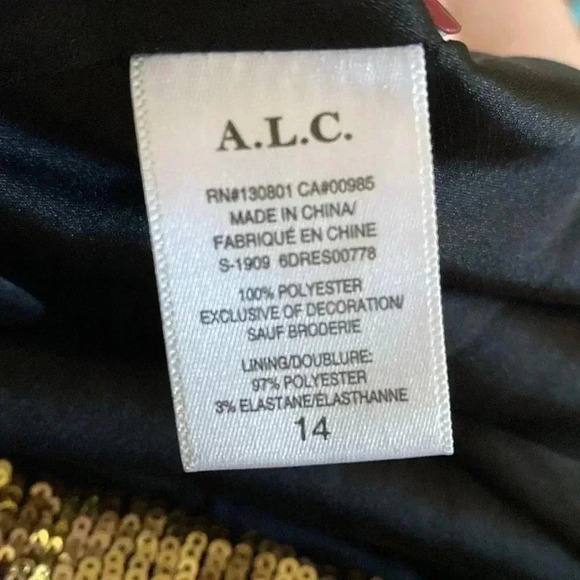 A.L.C.
RN#130801 CA#00985
MADE IN CHINA/
FABRIQUÉ EN CHINE
S-1909 6DRES00778
100% POLYESTER
EXCLUSIVE OF DECORATION/
SAUF BRODERIE
LINING/DOUBLURE:
97% POLYESTER
3% ELASTANE/ELASTHANNE
14